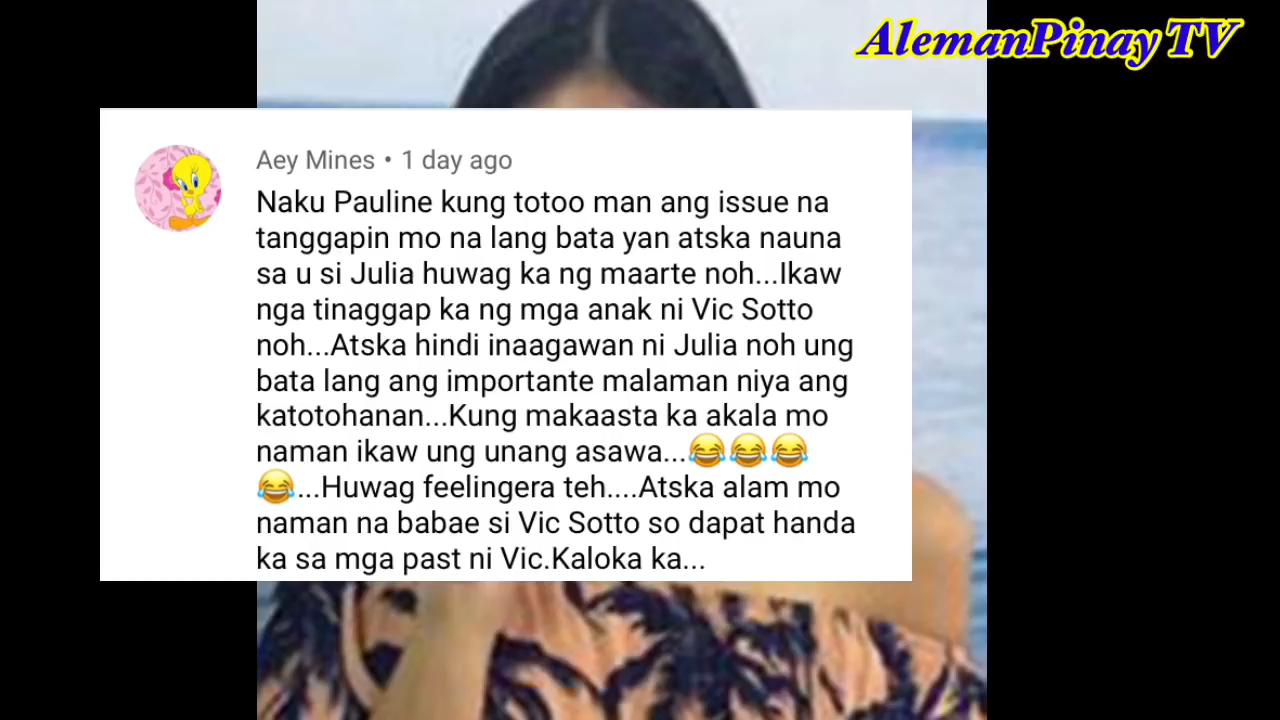 AlemanPinay TV
Aey Mines • 1 day ago
Naku Pauline kung totoo man ang issue na
tanggapin mo na lang bata yan atska nauna
sa u si Julia huwag ka ng maarte noh...Ikaw
nga tinaggap ka ng mga anak ni Vic Sotto
noh...Atska hindi inaagawan ni Julia noh ung
bata lang ang importante malaman niya ang
katotohanan...Kung makaasta ka akala mo
naman ikaw ung unang asawa...😂😂😂
😂...Huwag feelingera teh....Atska alam mo
naman na babae si Vic Sotto so dapat handa
ka sa mga past ni Vic.Kaloka ka...